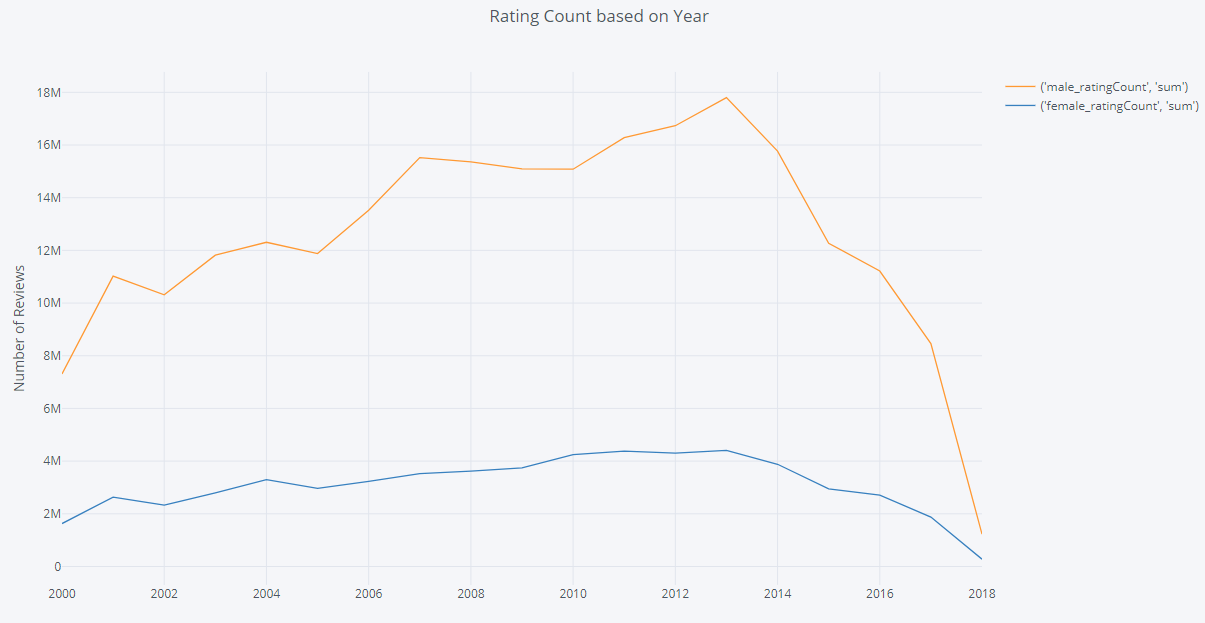 Rating Count based on Year
('male_ratingCount', 'sum')
('female_ratingCount', 'sum')
Number of Reviews
18M
16M
14M
12M
10M
8M
6M
4M
2M
0
2000 2002 2004 2006 2008 2010 2012 2014 2016 2018